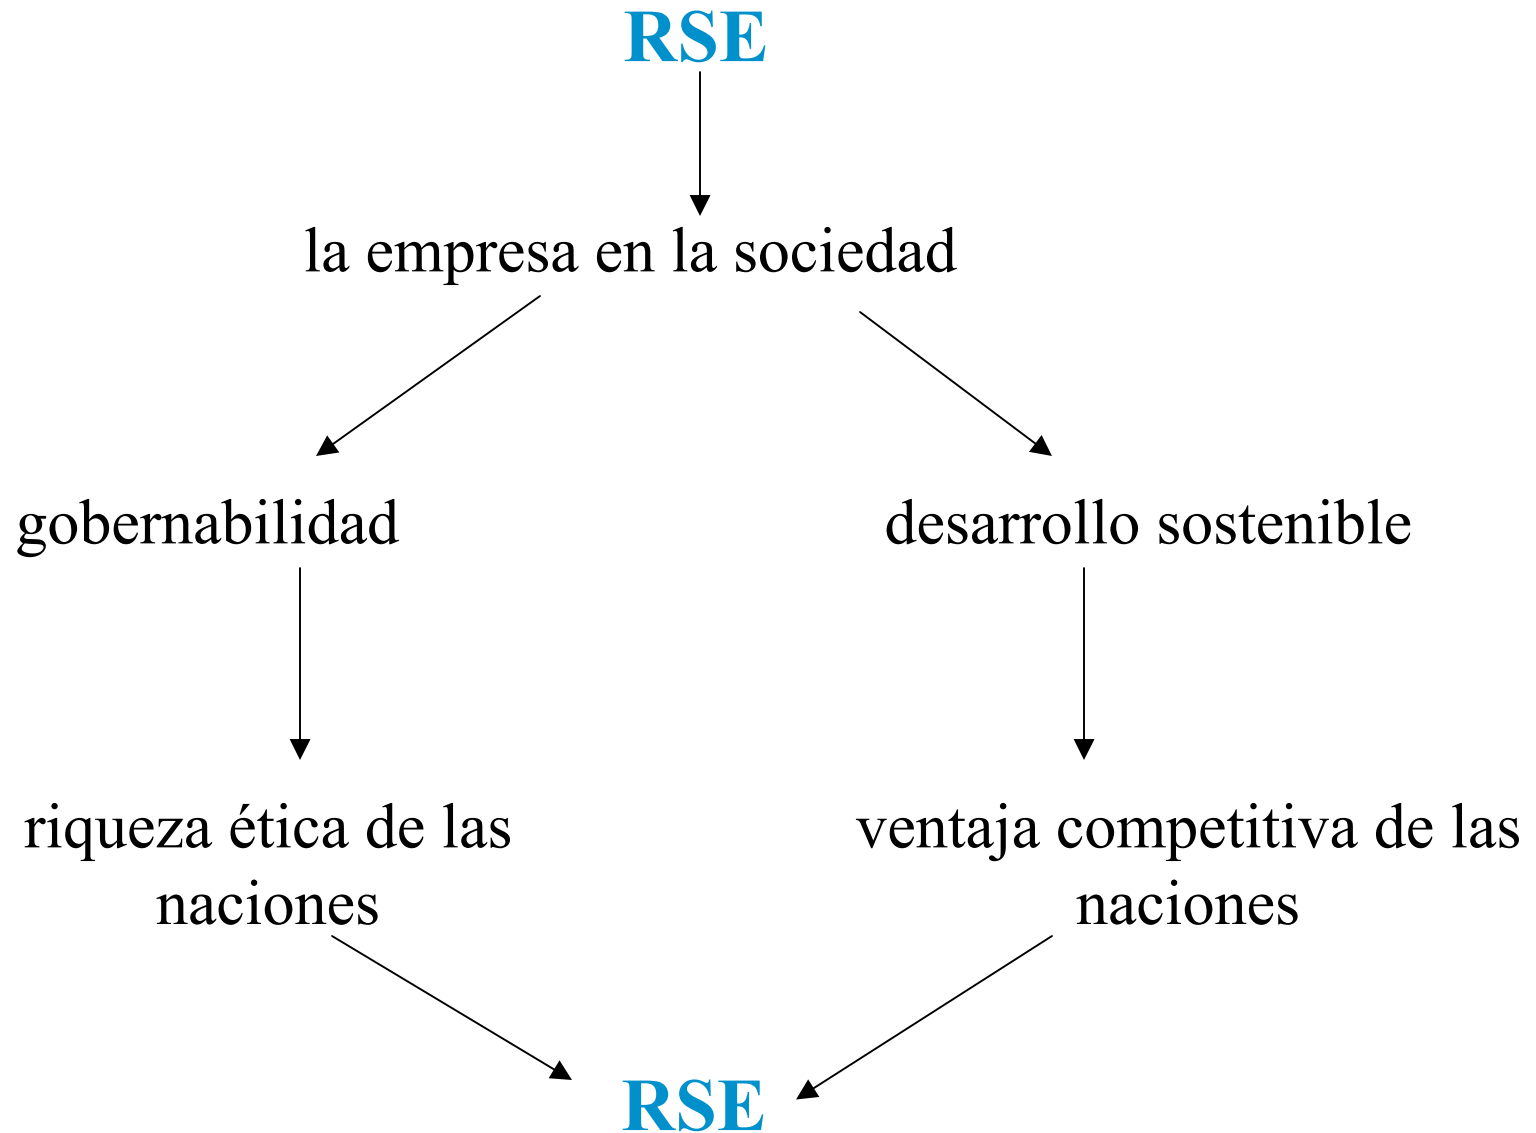 RSE
la empresa en la sociedad
gobernabilidad
desarrollo sostenible
riqueza ética de las
naciones
ventaja competitiva de las
naciones
RSE